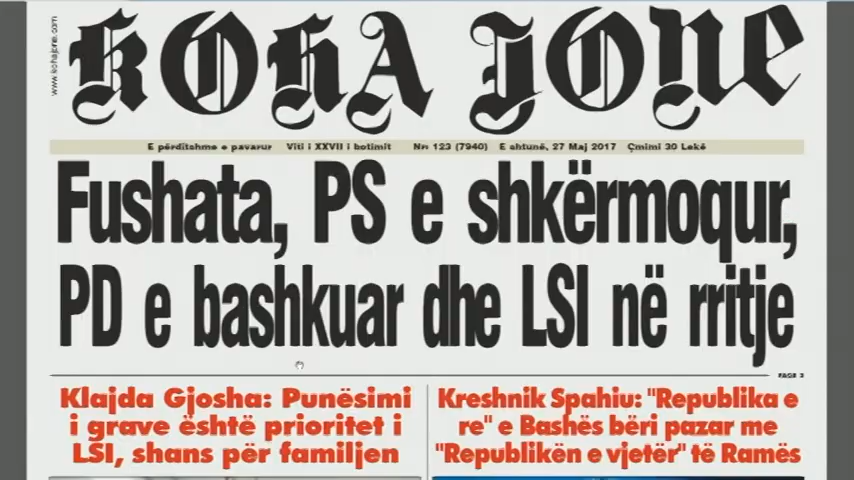 www.kohajone.com
KOHA JONE
E përditshme e pavarur Viti i XXVII i botimit Nr: 123 (7940) E shtunë, 27 Maj 2017 Çmimi 30 Lekë
Fushata, PS e shkërmoqur,
PD e bashkuar dhe LSI në rritje
PAGE 3
Klajda Gjosha: Punësimi
i grave është prioritet i
LSI, shans për familjen
Kreshnik Spahiu: "Republika e
re" e Bashës bëri pazar me
"Republikën e vjetër" të Ramës